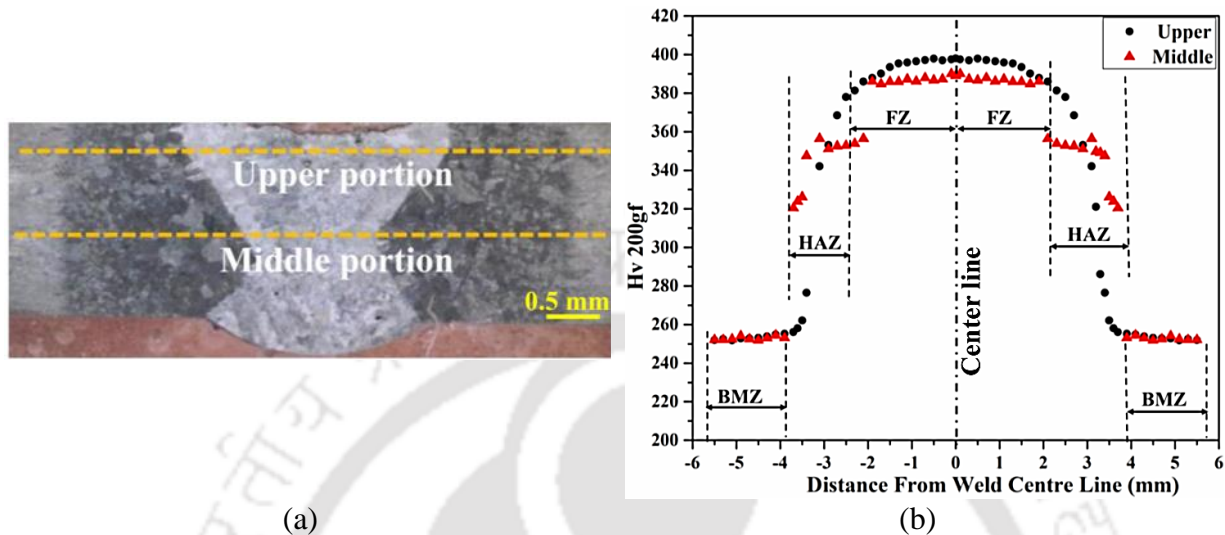 Upper portion
Middle portion
0.5 mm
(a)
420
400
380
360
340
320
300
280
260
240
220
200
Hv 200gf
Upper
Middle
FZ
FZ
HAZ
HAZ
Center line
BMZ
BMZ
-6 -5 -4 -3 -2 -1 0 1 2 3 4 5 6
Distance From Weld Centre Line (mm)
(b)